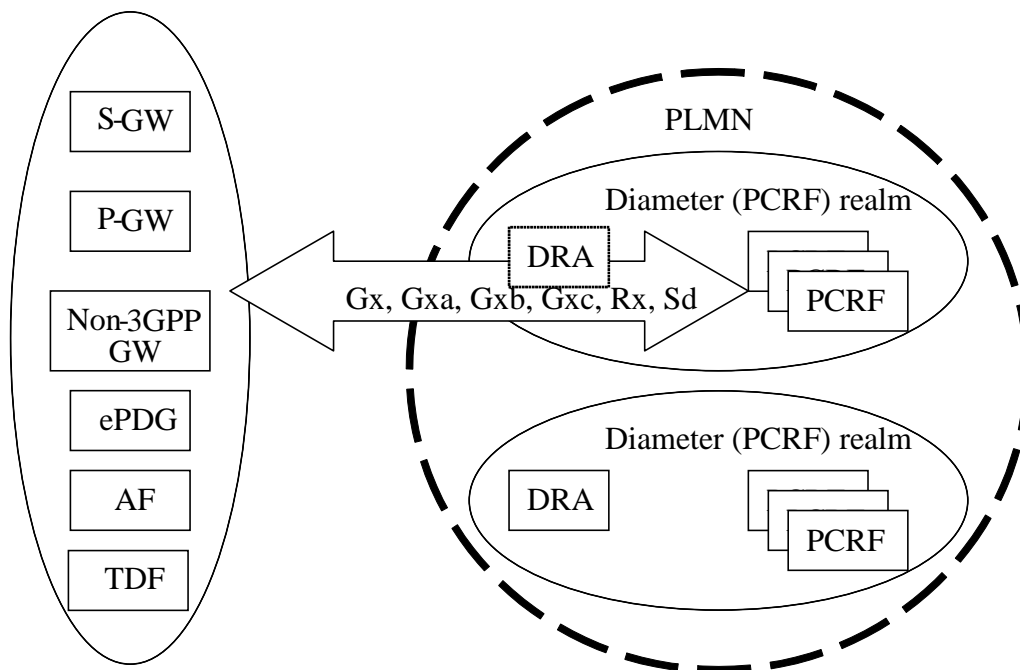 S-GW
P-GW
Non-3GPP
GW
ePDG
AF
TDF
PLMN
Diameter (PCRF) realm
DRA
Gx, Gxa, Gxb, Gxc, Rx, Sd
PCRF
Diameter (PCRF) realm
DRA
PCRF